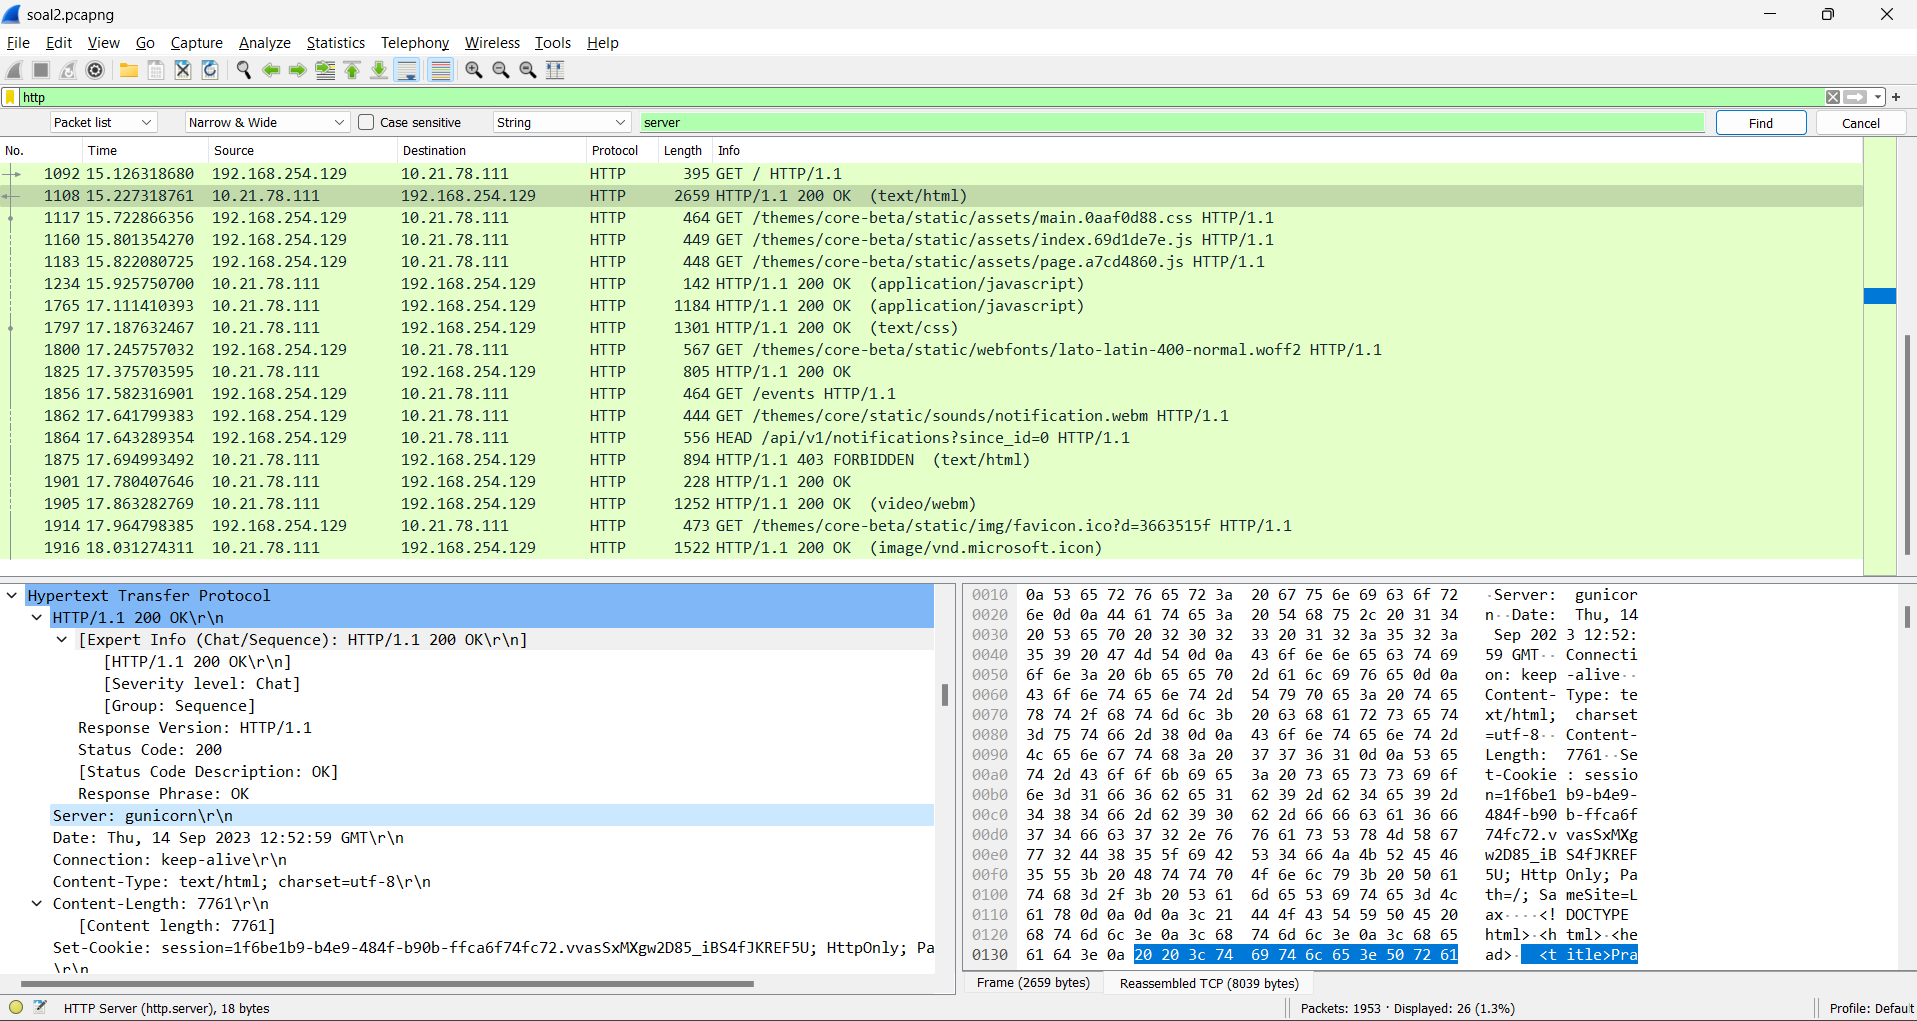 soal2.pcapng
File Edit View Go Capture Analyze Statistics Telephony Wireless Tools Help
http
Packet list Narrow & Wide Case sensitive String server Find Cancel
No. Time Source Destination Protocol Length Info
1092 15.126318680 192.168.254.129 10.21.78.111 HTTP 395 GET / HTTP/1.1
1108 15.227318761 10.21.78.111 192.168.254.129 HTTP 2659 HTTP/1.1 200 OK (text/html)
1117 15.722866356 192.168.254.129 10.21.78.111 HTTP 464 GET /themes/core-beta/static/assets/main.0aaf0d88.css HTTP/1.1
1160 15.801354270 192.168.254.129 10.21.78.111 HTTP 449 GET /themes/core-beta/static/assets/index.69d1de7e.js HTTP/1.1
1183 15.822080725 192.168.254.129 10.21.78.111 HTTP 448 GET /themes/core-beta/static/assets/page.a7cd4860.js HTTP/1.1
1234 15.925750700 10.21.78.111 192.168.254.129 HTTP 142 HTTP/1.1 200 OK (application/javascript)
1765 17.111410393 10.21.78.111 192.168.254.129 HTTP 1184 HTTP/1.1 200 OK (application/javascript)
1797 17.187632467 10.21.78.111 192.168.254.129 HTTP 1301 HTTP/1.1 200 OK (text/css)
1800 17.245757032 192.168.254.129 10.21.78.111 HTTP 567 GET /themes/core-beta/static/webfonts/lato-latin-400-normal.woff2 HTTP/1.1
1825 17.375703595 10.21.78.111 192.168.254.129 HTTP 805 HTTP/1.1 200 OK
1856 17.582316901 192.168.254.129 10.21.78.111 HTTP 464 GET /events HTTP/1.1
1862 17.641799383 192.168.254.129 10.21.78.111 HTTP 444 GET /themes/core/static/sounds/notification.webm HTTP/1.1
1864 17.643289354 192.168.254.129 10.21.78.111 HTTP 556 HEAD /api/v1/notifications?since_id=0 HTTP/1.1
1875 17.694993492 10.21.78.111 192.168.254.129 HTTP 894 HTTP/1.1 403 FORBIDDEN (text/html)
1901 17.780407646 10.21.78.111 192.168.254.129 HTTP 228 HTTP/1.1 200 OK
1905 17.863282769 10.21.78.111 192.168.254.129 HTTP 1252 HTTP/1.1 200 OK (video/webm)
1914 17.964798385 192.168.254.129 10.21.78.111 HTTP 473 GET /themes/core-beta/static/img/favicon.ico?d=3663515f HTTP/1.1
1916 18.031274311 10.21.78.111 192.168.254.129 HTTP 1522 HTTP/1.1 200 OK (image/vnd.microsoft.icon)
Hypertext Transfer Protocol
HTTP/1.1 200 OK\r\n
[Expert Info (Chat/Sequence): HTTP/1.1 200 OK\r\n]
[HTTP/1.1 200 OK\r\n]
[Severity level: Chat]
[Group: Sequence]
Response Version: HTTP/1.1
Status Code: 200
[Status Code Description: OK]
Response Phrase: OK
Server: gunicorn\r\n
Date: Thu, 14 Sep 2023 12:52:59 GMT\r\n
Connection: keep-alive\r\n
Content-Type: text/html; charset=utf-8\r\n
Content-Length: 7761\r\n
[Content length: 7761]
Set-Cookie: session=1f6be1b9-b4e9-484f-b90b-ffca6f74fc72.vvasSxMXgw2D85_iBS4fJKREF5U; HttpOnly; Pa
\r\n
0010 0a 53 65 72 76 65 72 3a 20 67 75 6e 69 63 6f 72 ·Server: gunicor
0020 6e 0d 0a 44 61 74 65 3a 20 54 68 75 2c 20 31 34 n··Date: Thu, 14
0030 20 53 65 70 20 32 30 32 33 20 31 32 3a 35 32 3a Sep 202 3 12:52:
0040 35 39 20 47 4d 54 0d 0a 43 6f 6e 6e 65 63 74 69 59 GMT·· Connecti
0050 6f 6e 3a 20 6b 65 65 70 2d 61 6c 69 76 65 0d 0a on: keep -alive··
0060 43 6f 6e 74 65 6e 74 2d 54 79 70 65 3a 20 74 65 Content- Type: te
0070 78 74 2f 68 74 6d 6c 3b 20 63 68 61 72 73 65 74 xt/html; charset
0080 3d 75 74 66 2d 38 0d 0a 43 6f 6e 74 65 6e 74 2d =utf-8·· Content-
0090 4c 65 6e 67 74 68 3a 20 37 37 36 31 0d 0a 53 65 Length: 7761··Se
00a0 74 2d 43 6f 6f 6b 69 65 3a 20 73 65 73 73 69 6f t-Cookie : sessio
00b0 6e 3d 31 66 36 62 65 31 62 39 2d 62 34 65 39 2d n=1f6be1 b9-b4e9-
00c0 34 38 34 66 2d 62 39 30 62 2d 66 66 63 61 36 66 484f-b90 b-ffca6f
00d0 37 34 66 63 37 32 2e 76 76 61 73 53 78 4d 58 67 74fc72.v vasSxMXg
00e0 77 32 44 38 35 5f 69 42 53 34 66 4a 4b 52 45 46 w2D85_iB S4fJKREF
00f0 35 55 3b 20 48 74 74 70 4f 6e 6c 79 3b 20 50 61 5U; Http Only; Pa
0100 74 68 3d 2f 3b 20 53 61 6d 65 53 69 74 65 3d 4c th=/; Sa meSite=L
0110 61 78 0d 0a 0d 0a 3c 21 44 4f 43 54 59 50 45 20 ax····<! DOCTYPE
0120 68 74 6d 6c 3e 0a 3c 68 74 6d 6c 3e 0a 3c 68 65 html>·<h tml>·<he
0130 61 64 3e 0a 20 20 3c 74 69 74 6c 65 3e 50 72 61 ad>· <t itle>Pra
Frame (2659 bytes) Reassembled TCP (8039 bytes)
HTTP Server (http.server), 18 bytes Packets: 1953 · Displayed: 26 (1.3%) Profile: Default